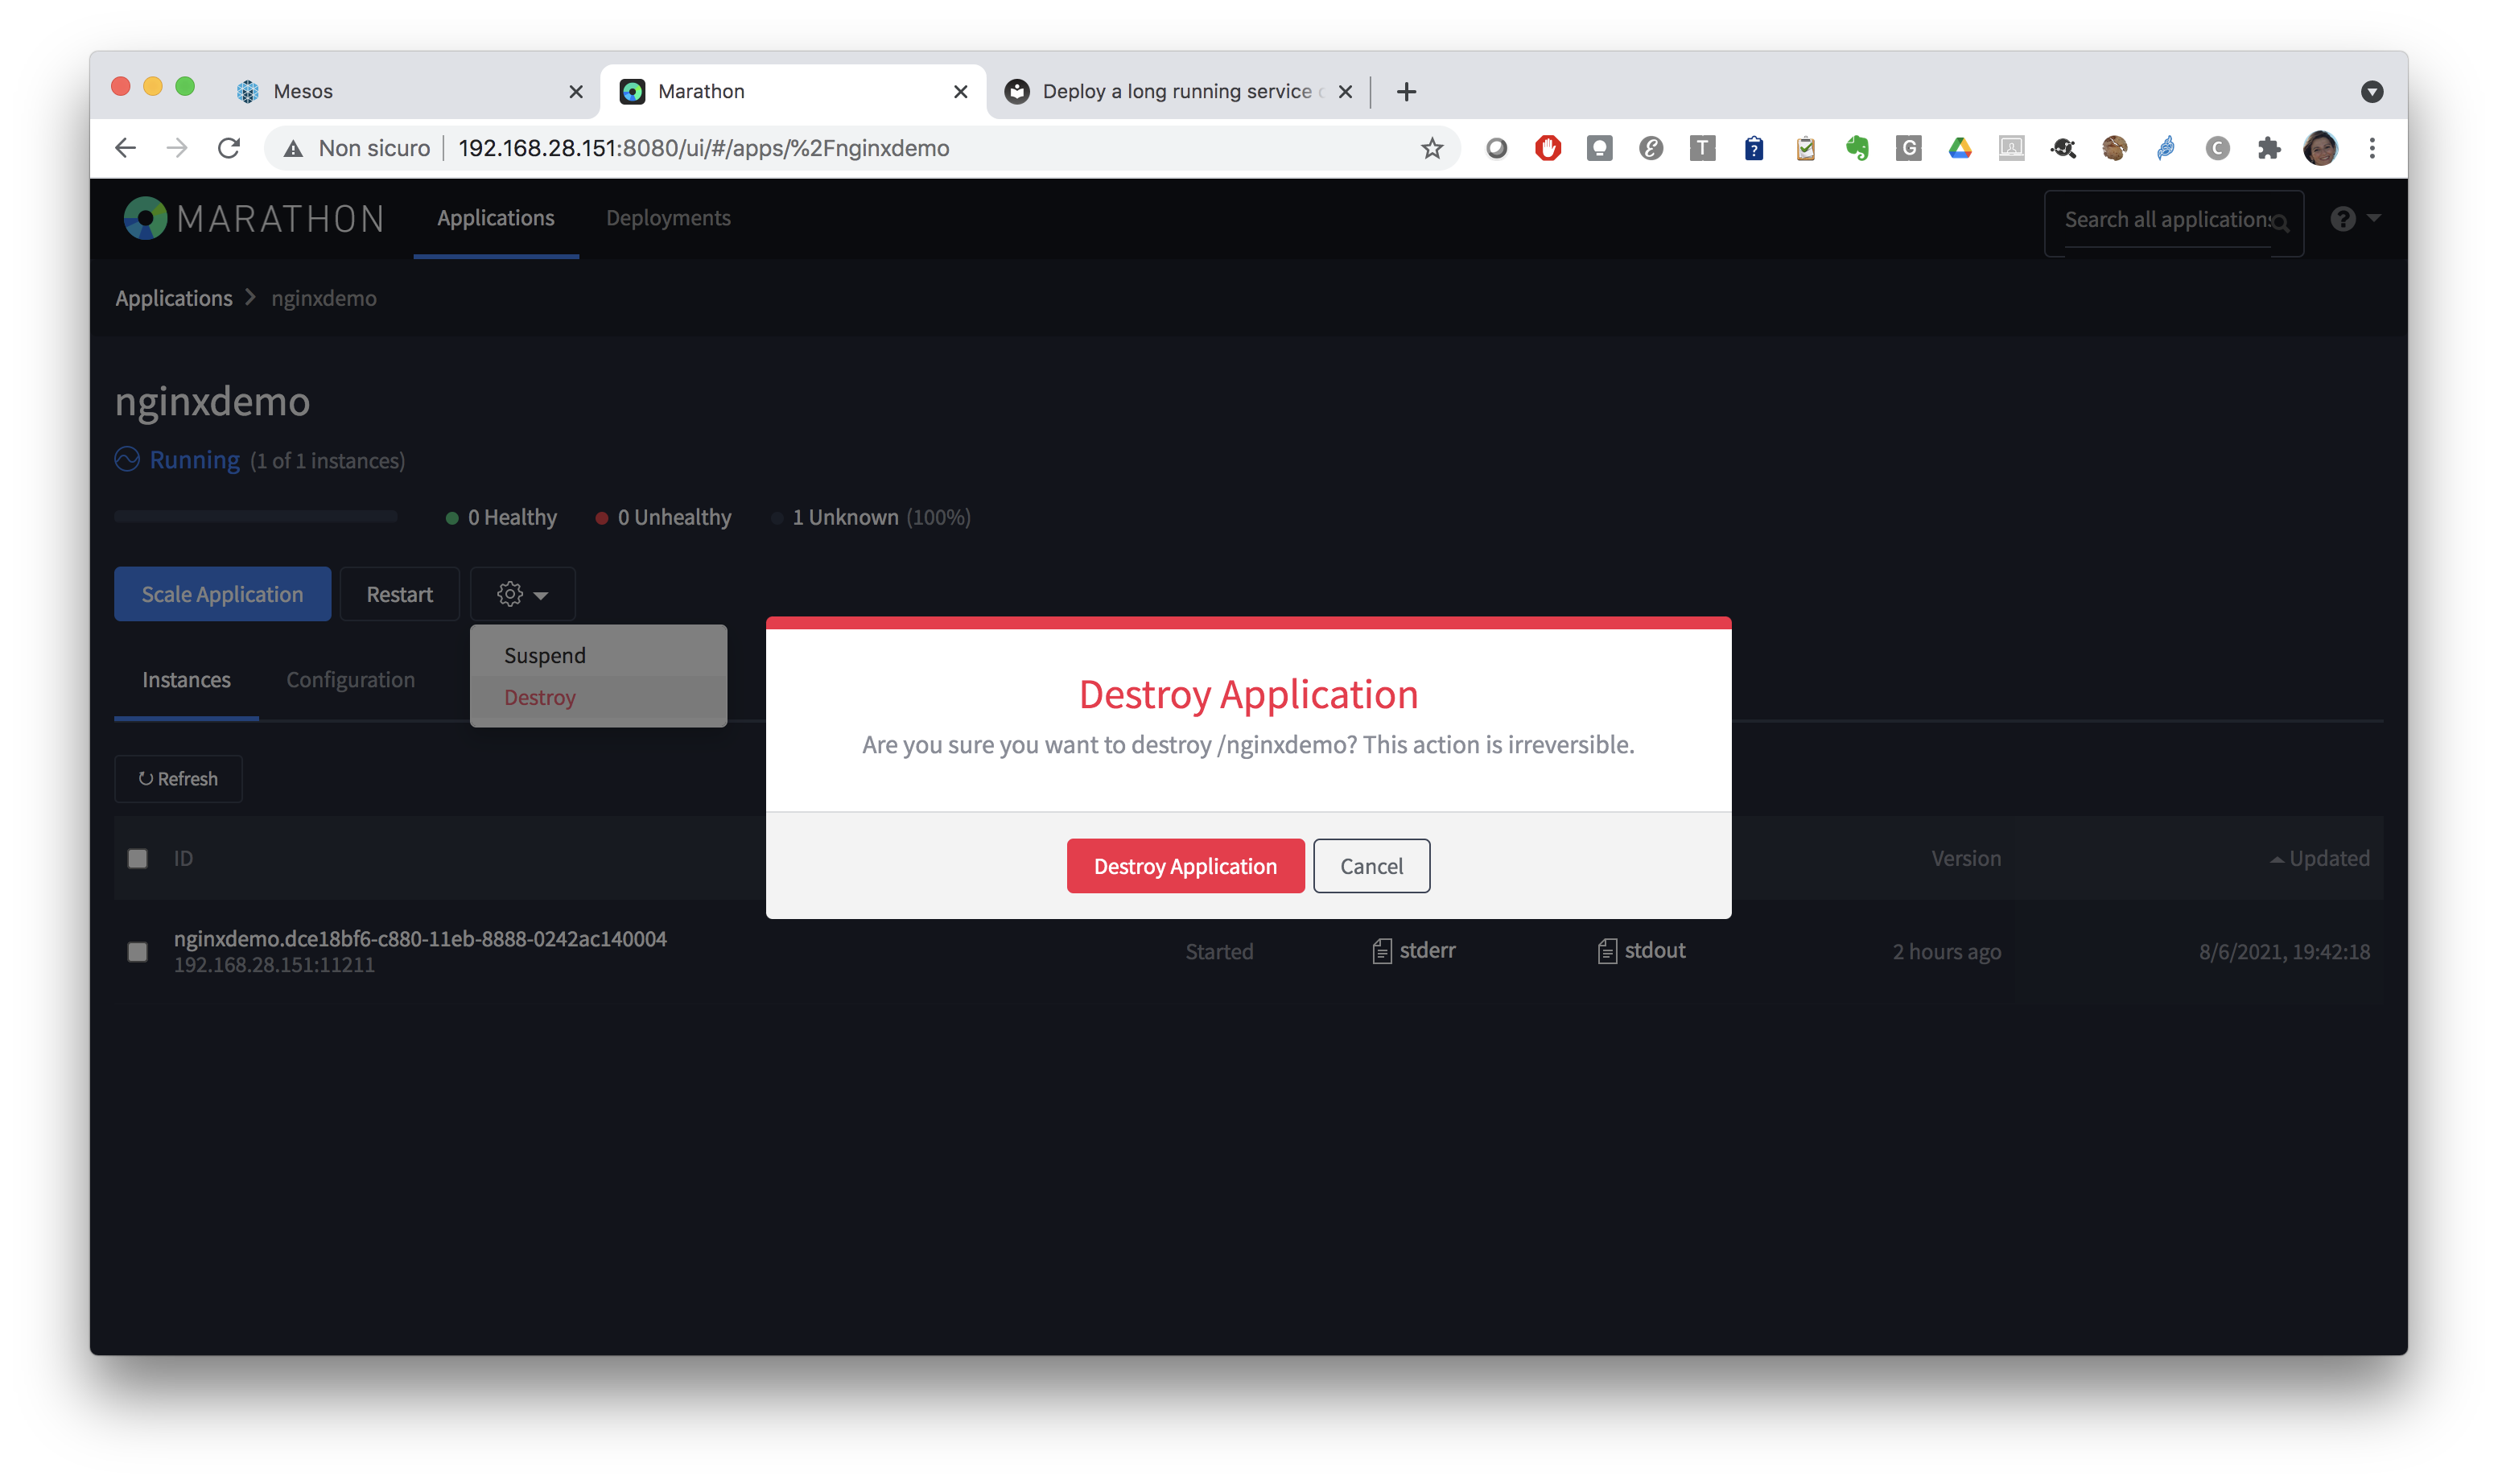 Mesos
Marathon
Deploy a long running service
Non sicuro
192.168.28.151:8080/ui/#/apps/%2Fnginxdemo
T
?
G
C
MARATHON
Applications
Deployments
Search all applications
?
Applications
nginxdemo
nginxdemo
Running (1 of 1 instances)
0 Healthy
0 Unhealthy
1 Unknown (100%)
Scale Application
Restart
Suspend
Destroy
Instances
Configuration
Destroy Application
Are you sure you want to destroy /nginxdemo? This action is irreversible.
Destroy Application
Cancel
Refresh
ID
Version
Updated
nginxdemo.dce18bf6-c880-11eb-8888-0242ac140004
192.168.28.151:11211
Started
stderr
stdout
2 hours ago
8/6/2021, 19:42:18